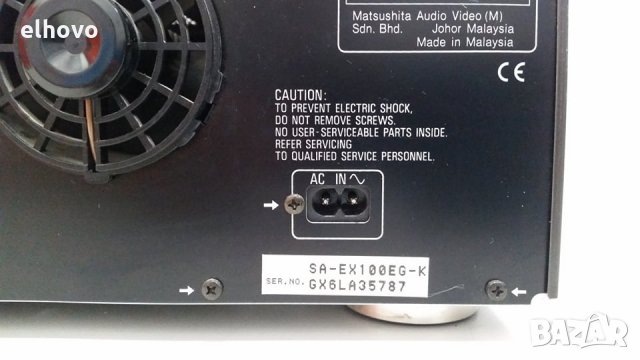 elhovo
Matsushita Audio Video (M)
Sdn. Bhd. Johor Malaysia
Made in Malaysia
CE
CAUTION:
TO PREVENT ELECTRIC SHOCK,
DO NOT REMOVE SCREWS.
NO USER-SERVICEABLE PARTS INSIDE.
REFER SERVICING
TO QUALIFIED SERVICE PERSONNEL.
AC IN ∿
SA-EX100EG-K
SER.NO. GX6LA35787
BAZAR